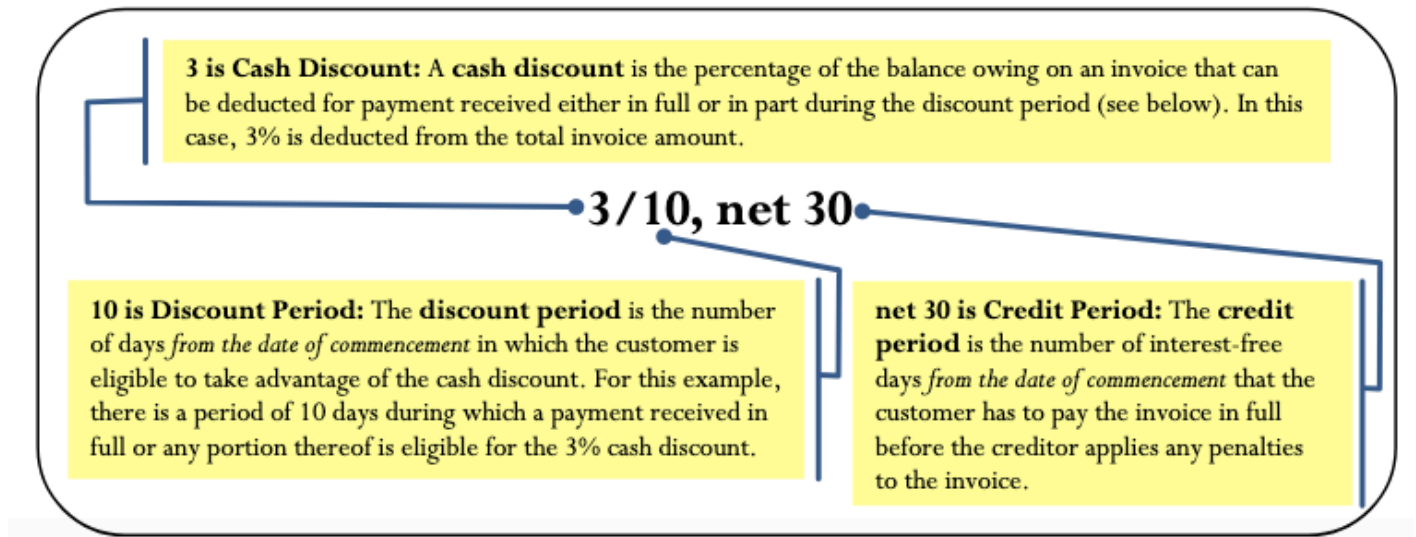 3 is Cash Discount: A cash discount is the percentage of the balance owing on an invoice that can
be deducted for payment received either in full or in part during the discount period (see below). In this
case, 3% is deducted from the total invoice amount.
3/10, net 30
10 is Discount Period: The discount period is the number
of days from the date of commencement in which the customer is
eligible to take advantage of the cash discount. For this example,
there is a period of 10 days during which a payment received in
full or any portion thereof is eligible for the 3% cash discount.
net 30 is Credit Period: The credit
period is the number of interest-free
days from the date of commencement that the
customer has to pay the invoice in full
before the creditor applies any penalties
to the invoice.